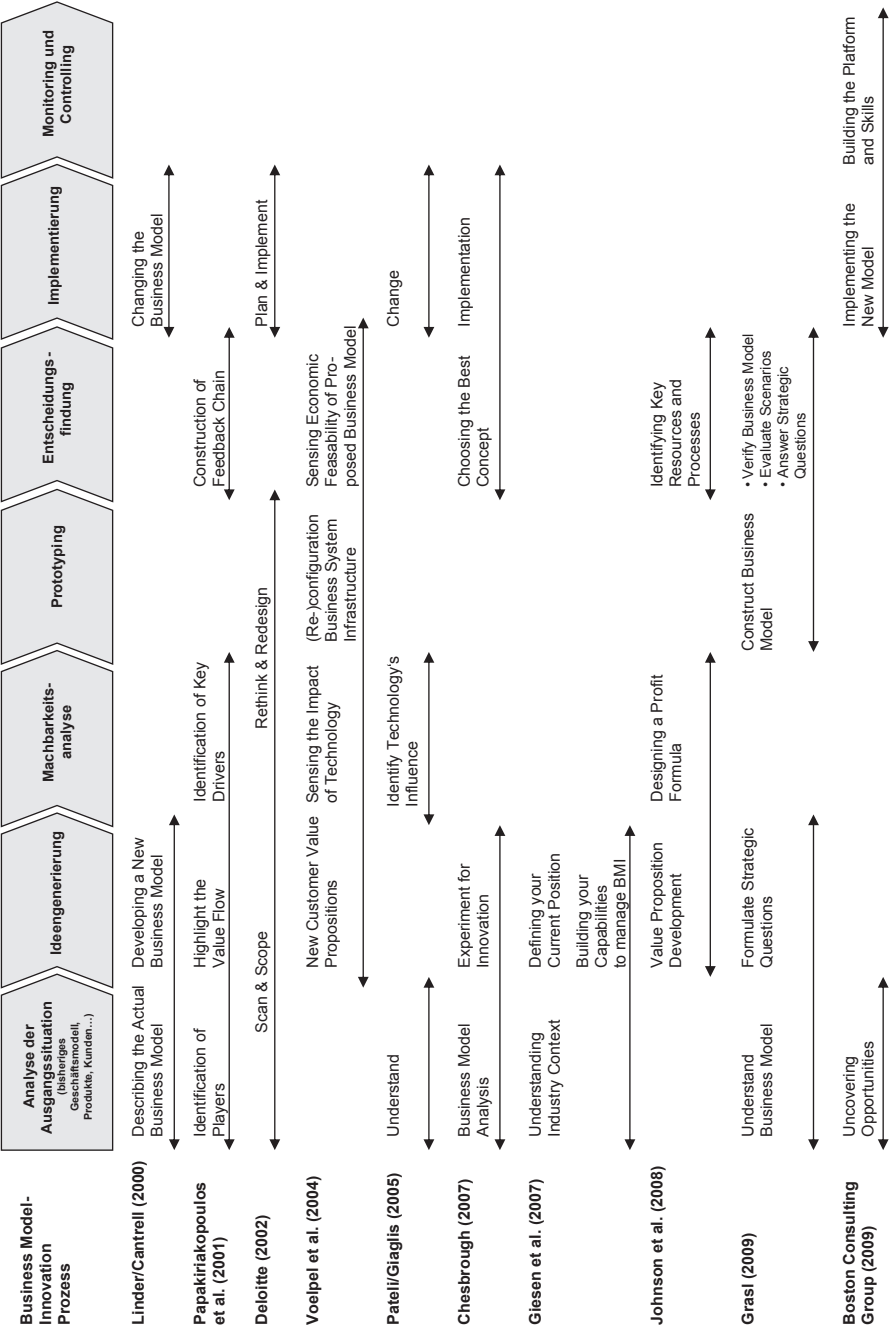 Business Model-
Innovation
Prozess
Analyse der
Ausgangssituation
(bisheriges
Geschäftsmodell,
Produkte, Kunden…)
Ideengenerierung
Machbarkeits-
analyse
Prototyping
Entscheidungs-
findung
Implementierung
Monitoring und
Controlling
Linder/Cantrell (2000)
Describing the Actual
Business Model
Developing a New
Business Model
Changing the
Business Model
Papakiriakopoulos
et al. (2001)
Identification of
Players
Highlight the
Value Flow
Identification of Key
Drivers
Construction of
Feedback Chain
Deloitte (2002)
Scan & Scope
Rethink & Redesign
Plan & Implement
Voelpel et al. (2004)
New Customer Value
Propositions
Sensing the Impact
of Technology
(Re-)configuration
Business System
Infrastructure
Sensing Economic
Feasability of Pro-
posed Business Model
Pateli/Giaglis (2005)
Understand
Identify Technology's
Influence
Change
Chesbrough (2007)
Business Model
Analysis
Experiment for
Innovation
Choosing the Best
Concept
Implementation
Giesen et al. (2007)
Understanding
Industry Context
Defining your
Current Position
Building your
Capabilities
to manage BMI
Johnson et al. (2008)
Value Proposition
Development
Designing a Profit
Formula
Identifying Key
Resources and
Processes
Grasl (2009)
Understand
Business Model
Formulate Strategic
Questions
Construct Business
Model
• Verify Business Model
• Evaluate Scenarios
• Answer Strategic
Questions
Boston Consulting
Group (2009)
Uncovering
Opportunities
Implementing the
New Model
Building the Platform
and Skills